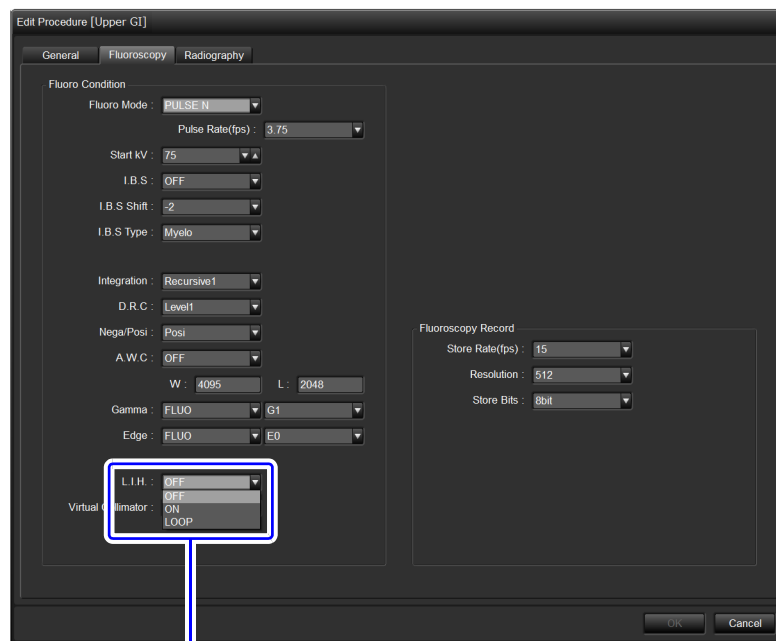 Edit Procedure [Upper GI]
General Fluoroscopy Radiography
Fluoro Condition
Fluoro Mode : PULSE N
Pulse Rate(fps) : 3.75
Start kV : 75
I.B.S : OFF
I.B.S Shift : -2
I.B.S Type : Myelo
Integration : Recursive1
D.R.C : Level1
Nega/Posi : Posi
A.W.C : OFF
W : 4095 L : 2048
Gamma : FLUO G1
Edge : FLUO E0
L.I.H. : OFF
OFF
Virtual :
ON
LOOP
Fluoroscopy Record
Store Rate(fps) : 15
Resolution : 512
Store Bits : 8bit
OK Cancel